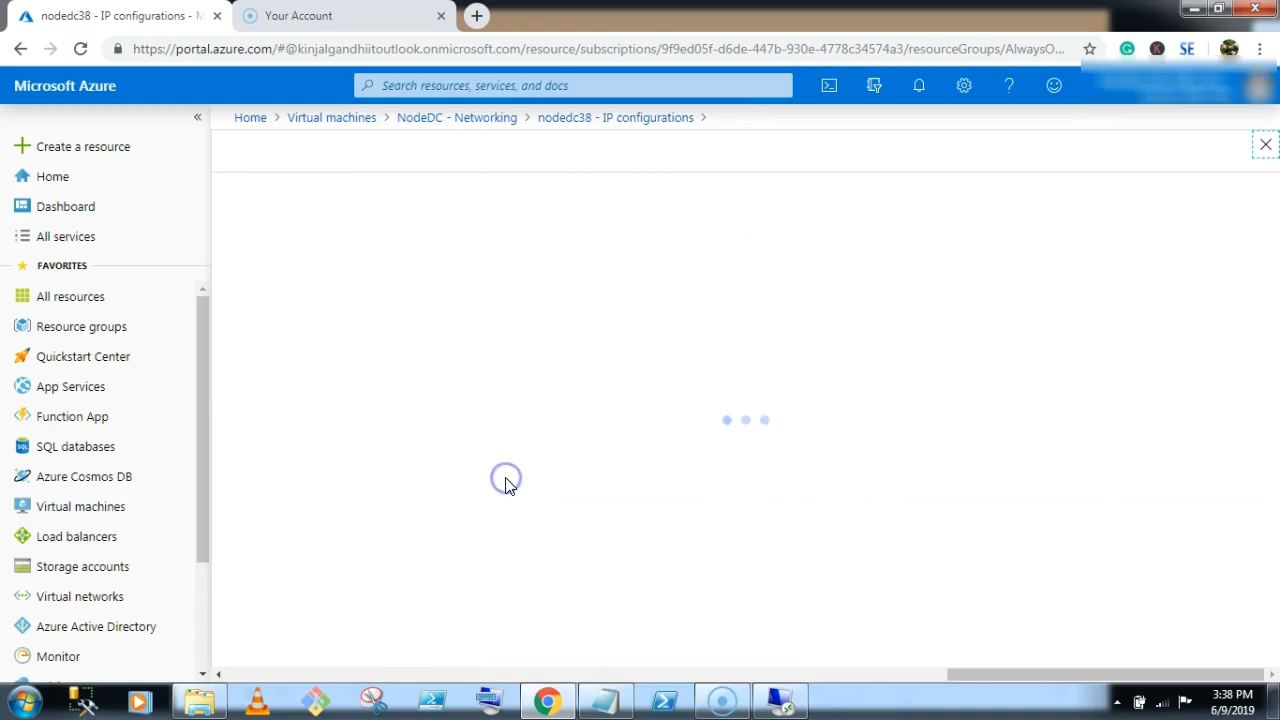 nodedc38 - IP configurations - M
Your Account
https://portal.azure.com/#@kinjalgandhiitoutlook.onmicrosoft.com/resource/subscriptions/9f9ed05f-d6de-447b-930e-4778c34574a3/resourceGroups/AlwaysO...
SE
Microsoft Azure
Search resources, services, and docs
Home > Virtual machines > NodeDC - Networking > nodedc38 - IP configurations >
Create a resource
Home
Dashboard
All services
FAVORITES
All resources
Resource groups
Quickstart Center
App Services
Function App
SQL databases
Azure Cosmos DB
Virtual machines
Load balancers
Storage accounts
Virtual networks
Azure Active Directory
Monitor
3:38 PM
6/9/2019